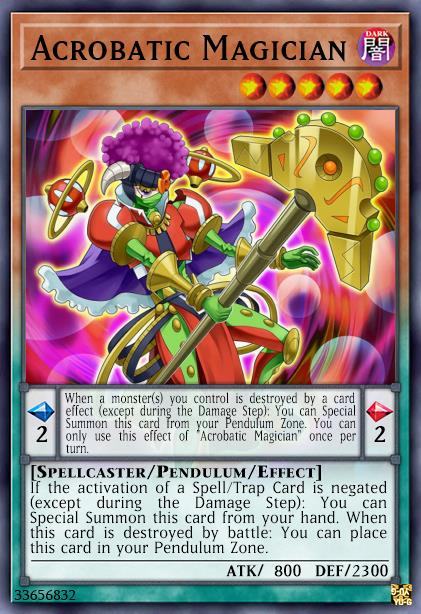 ACROBATIC MAGICIAN
DARK
闇
When a monster(s) you control is destroyed by a card
effect (except during the Damage Step): You can Special
Summon this card from your Pendulum Zone. You can
only use this effect of "Acrobatic Magician" once per
turn.
2
2
[SPELLCASTER/PENDULUM/EFFECT]
If the activation of a Spell/Trap Card is negated
(except during the Damage Step): You can
Special Summon this card from your hand. When
this card is destroyed by battle: You can place
this card in your Pendulum Zone.
ATK/ 800 DEF/2300
33656832